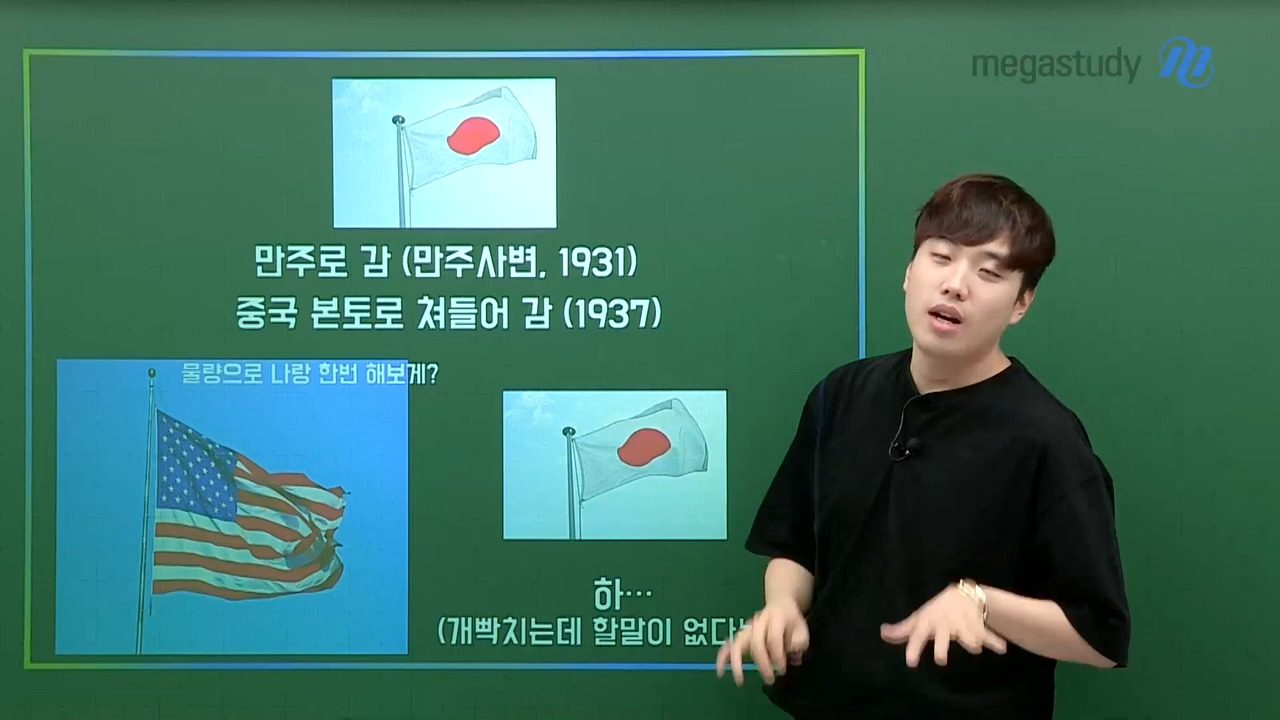 megastudy
만주로 감 (만주사변, 1931)
중국 본토로 쳐들어 감 (1937)
물량으로 나랑 한번 해보게?
하…
(개빡치는데 할말이 없다